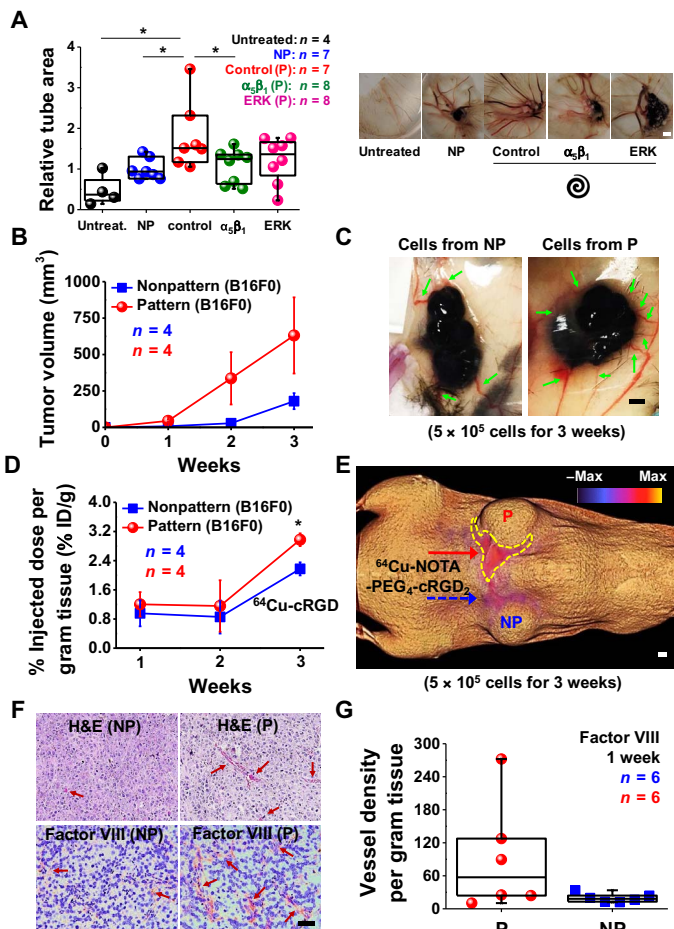 A
Untreated: n = 4
NP: n = 7
Control (P): n = 7
α5β1 (P): n = 8
ERK (P): n = 8
*
*
*
Relative tube area
4
3
2
1
0
Untreat.
NP
control
α5β1
ERK
Untreated
NP
Control
α5β1
ERK
B
Tumor volume (mm3)
1000
750
500
250
0
Nonpattern (B16F0)
Pattern (B16F0)
n = 4
n = 4
0
1
2
3
Weeks
C
Cells from NP
Cells from P
(5 × 10⁵ cells for 3 weeks)
D
% Injected dose per
gram tissue (% ID/g)
4.0
3.2
2.4
1.6
0.8
0.0
Nonpattern (B16F0)
Pattern (B16F0)
n = 4
n = 4
*
⁶⁴Cu-cRGD
1
2
3
Weeks
E
–Max
Max
P
⁶⁴Cu-NOTA
-PEG₄-cRGD₂
NP
(5 × 10⁵ cells for 3 weeks)
F
H&E (NP)
H&E (P)
Factor VIII (NP)
Factor VIII (P)
G
Vessel density
per gram tissue
300
240
180
120
60
0
Factor VIII
1 week
n = 6
n = 6
P
NP